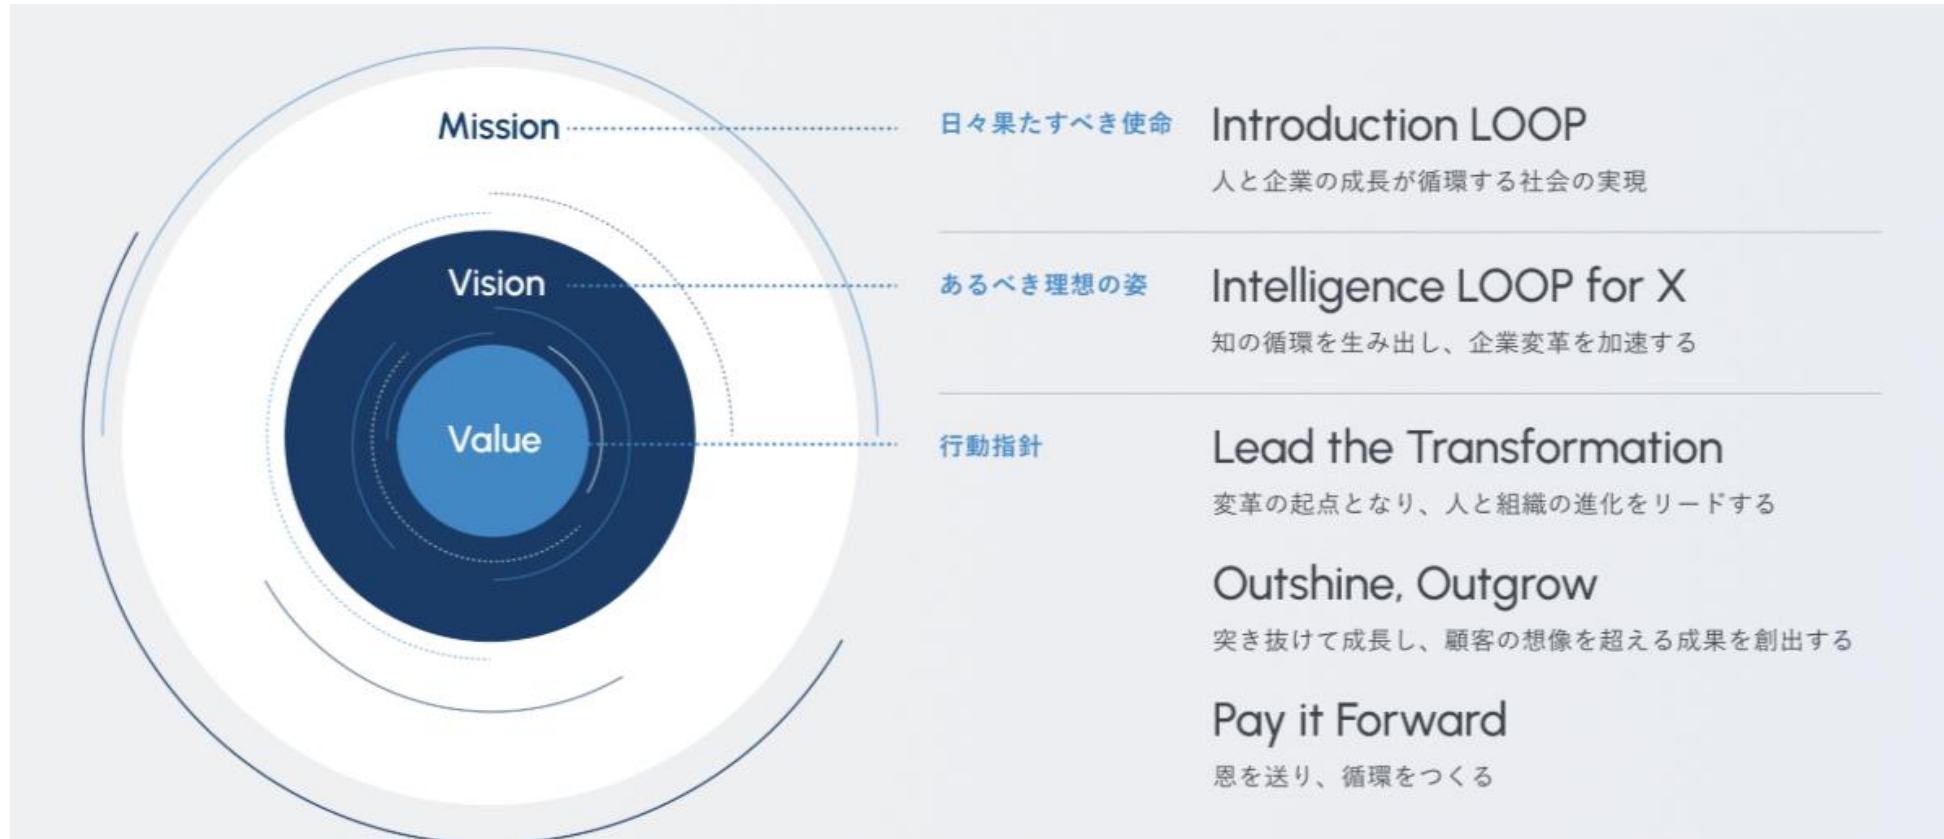 Mission
日々果たすべき使命
Introduction LOOP
人と企業の成長が循環する社会の実現
Vision
あるべき理想の姿
Intelligence LOOP for X
知の循環を生み出し、企業変革を加速する
Value
行動指針
Lead the Transformation
変革の起点となり、人と組織の進化をリードする
Outshine, Outgrow
突き抜けて成長し、顧客の想像を超える成果を創出する
Pay it Forward
恩を送り、循環をつくる